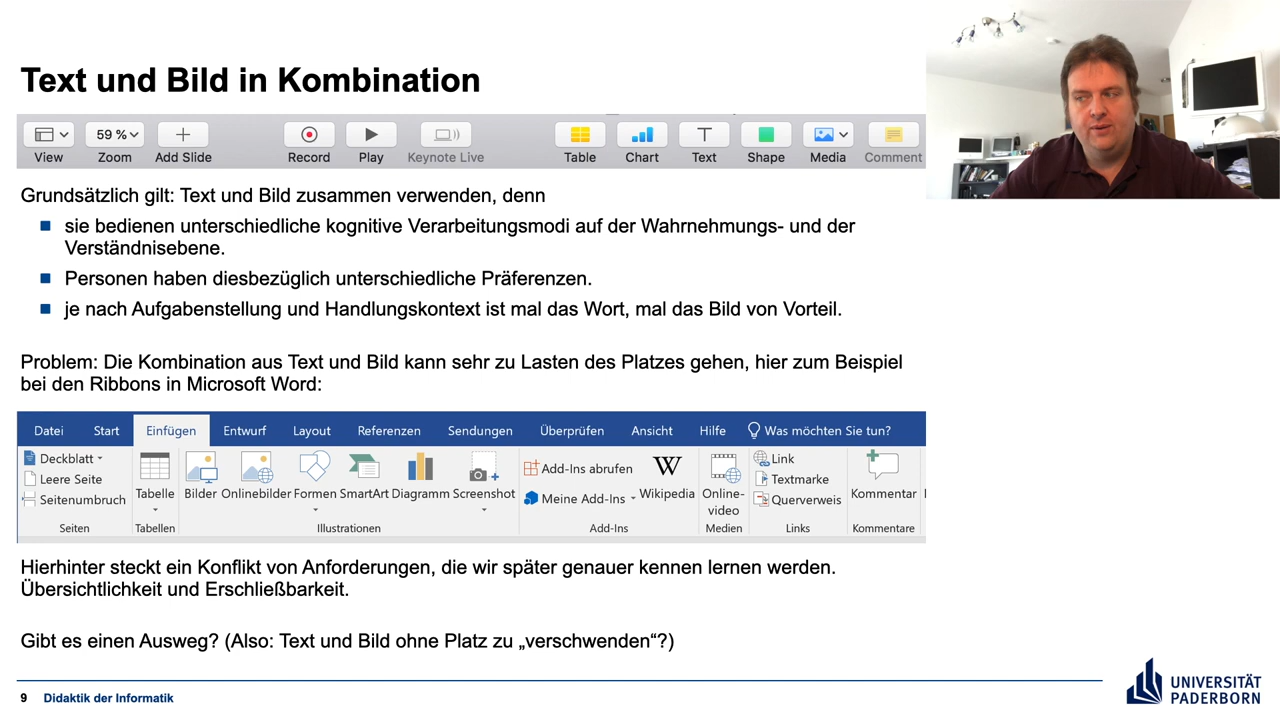 Text und Bild in Kombination
59 %
View Zoom Add Slide Record Play Keynote Live Table Chart Text Shape Media Comment
Grundsätzlich gilt: Text und Bild zusammen verwenden, denn
sie bedienen unterschiedliche kognitive Verarbeitungsmodi auf der Wahrnehmungs- und der
Verständnisebene.
Personen haben diesbezüglich unterschiedliche Präferenzen.
je nach Aufgabenstellung und Handlungskontext ist mal das Wort, mal das Bild von Vorteil.
Problem: Die Kombination aus Text und Bild kann sehr zu Lasten des Platzes gehen, hier zum Beispiel
bei den Ribbons in Microsoft Word:
Datei Start Einfügen Entwurf Layout Referenzen Sendungen Überprüfen Ansicht Hilfe Was möchten Sie tun?
Deckblatt
Leere Seite
Seitenumbruch
Seiten
Tabelle
Tabellen
Bilder Onlinebilder Formen SmartArt Diagramm Screenshot
Illustrationen
Add-Ins abrufen
Meine Add-Ins
W
Wikipedia
Add-Ins
Online-
video
Medien
Link
Textmarke
Querverweis
Links
Kommentar
Kommentare
Hierhinter steckt ein Konflikt von Anforderungen, die wir später genauer kennen lernen werden.
Übersichtlichkeit und Erschließbarkeit.
Gibt es einen Ausweg? (Also: Text und Bild ohne Platz zu „verschwenden“?)
9 Didaktik der Informatik
UNIVERSITÄT
PADERBORN